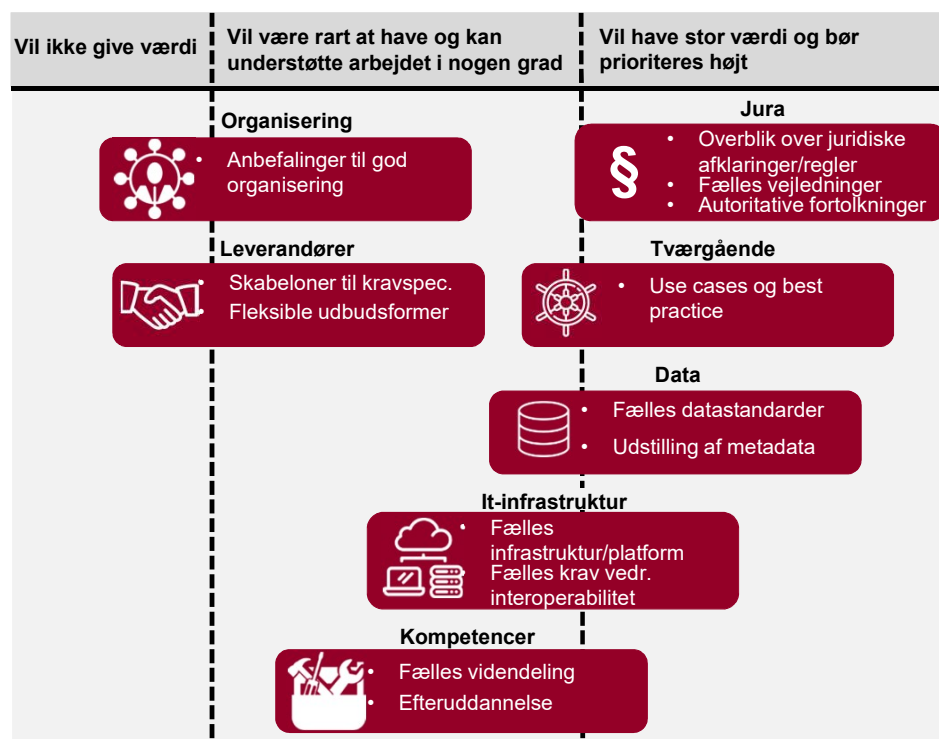 Vil ikke give værdi
Vil være rart at have og kan
understøtte arbejdet i nogen grad
Vil have stor værdi og bør
prioriteres højt
Organisering
• Anbefalinger til god
organisering
Jura
§
• Overblik over juridiske
afklaringer/regler
• Fælles vejledninger
• Autoritative fortolkninger
Leverandører
• Skabeloner til kravspec.
• Fleksible udbudsformer
Tværgående
• Use cases og best
practice
Data
• Fælles datastandarder
• Udstilling af metadata
It-infrastruktur
• Fælles
infrastruktur/platform
• Fælles krav vedr.
interoperabilitet
Kompetencer
• Fælles videndeling
• Efteruddannelse